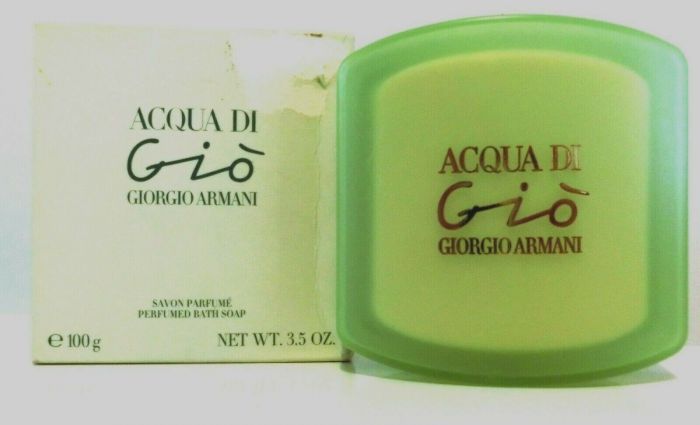 ACQUA DI
Giò
GIORGIO ARMANI
SAVON PARFUMÉ
PERFUMED BATH SOAP
℮ 100 g NET WT. 3.5 OZ.
ACQUA DI
Giò
GIORGIO ARMANI